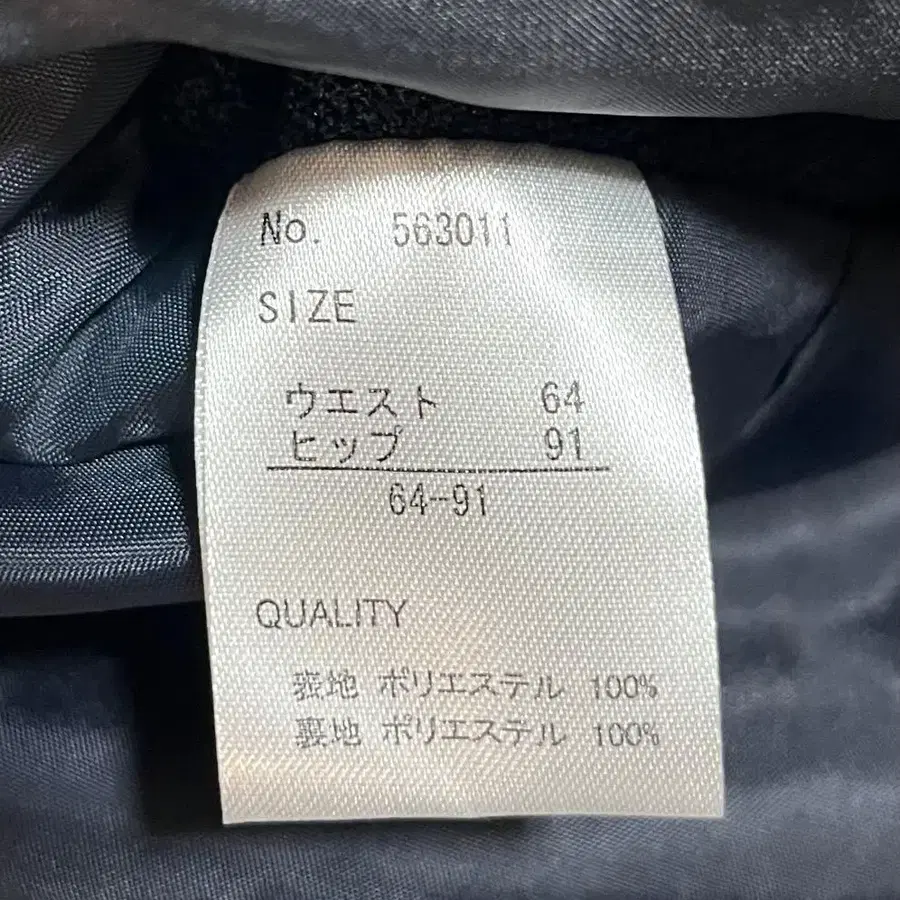 No. 563011
SIZE
ウエスト 64
ヒップ 91
64-91
QUALITY
表地 ポリエステル 100%
裏地 ポリエステル 100%